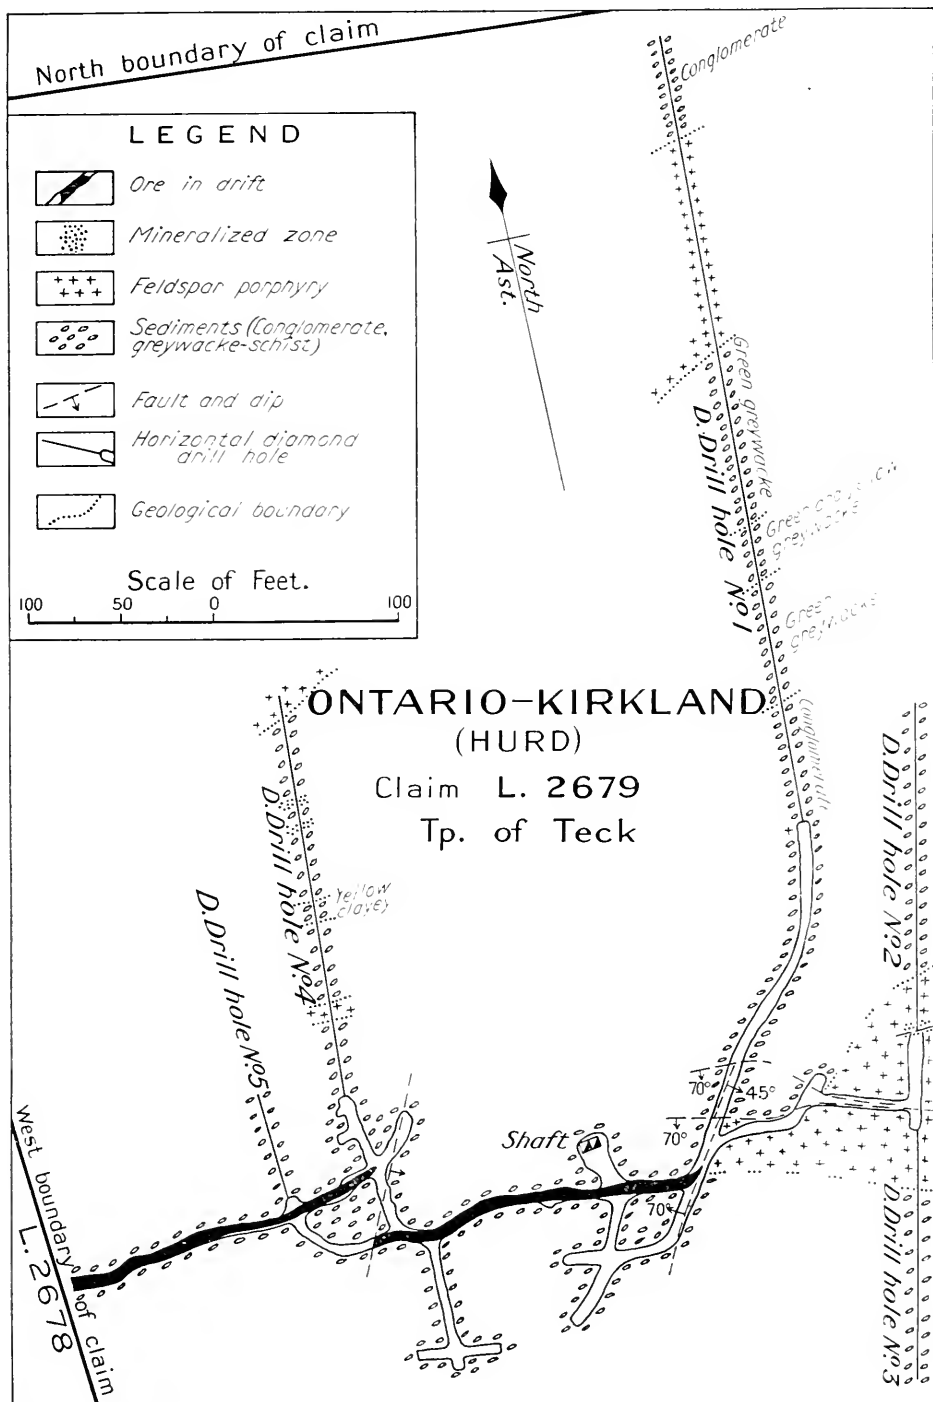 North boundary of claim
LEGEND
Ore in drift
Mineralized zone
Feldspar porphyry
Sediments (Conglomerate,
greywacke-schist)
Fault and dip
Horizontal diamond
drill hole
Geological boundary
Scale of Feet.
100 50 0 100
North
Ast.
Conglomerate
Green greywacke
D. Drill hole No. 1
Green and yellow
greywacke
Green
greywacke
Conglomerate
ONTARIO-KIRKLAND
(HURD)
Claim L. 2679
Tp. of Teck
D. Drill hole No. 4
Yellow
clayey
D. Drill hole No. 5
D. Drill hole No. 2
70°
45°
70°
Shaft
70°
D. Drill hole No. 3
West boundary of claim
L. 2678